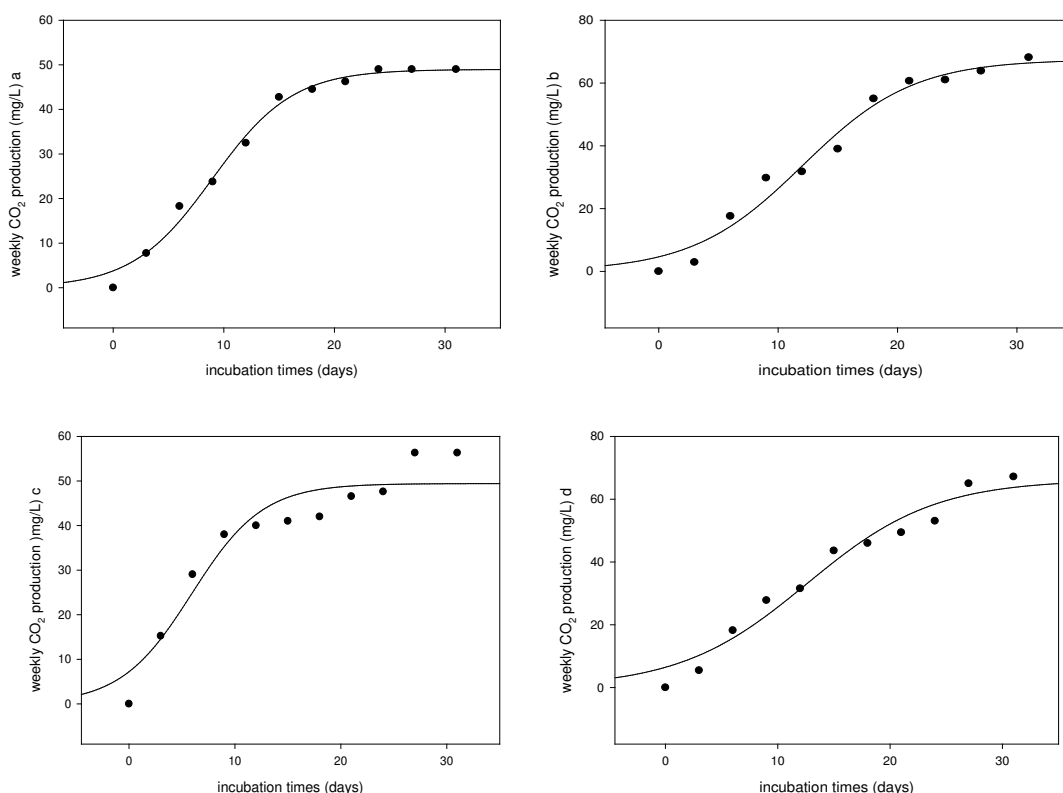 60
50
40
30
20
10
0
weekly CO₂ production (mg/L) a
0 10 20 30
incubation times (days)
80
60
40
20
0
weekly CO₂ production (mg/L) b
0 10 20 30
incubation times (days)
60
50
40
30
20
10
0
weekly CO₂ production )mg/L) c
0 10 20 30
incubation times (days)
80
60
40
20
0
weekly CO₂ production (mg/L) d
0 10 20 30
incubation times (days)